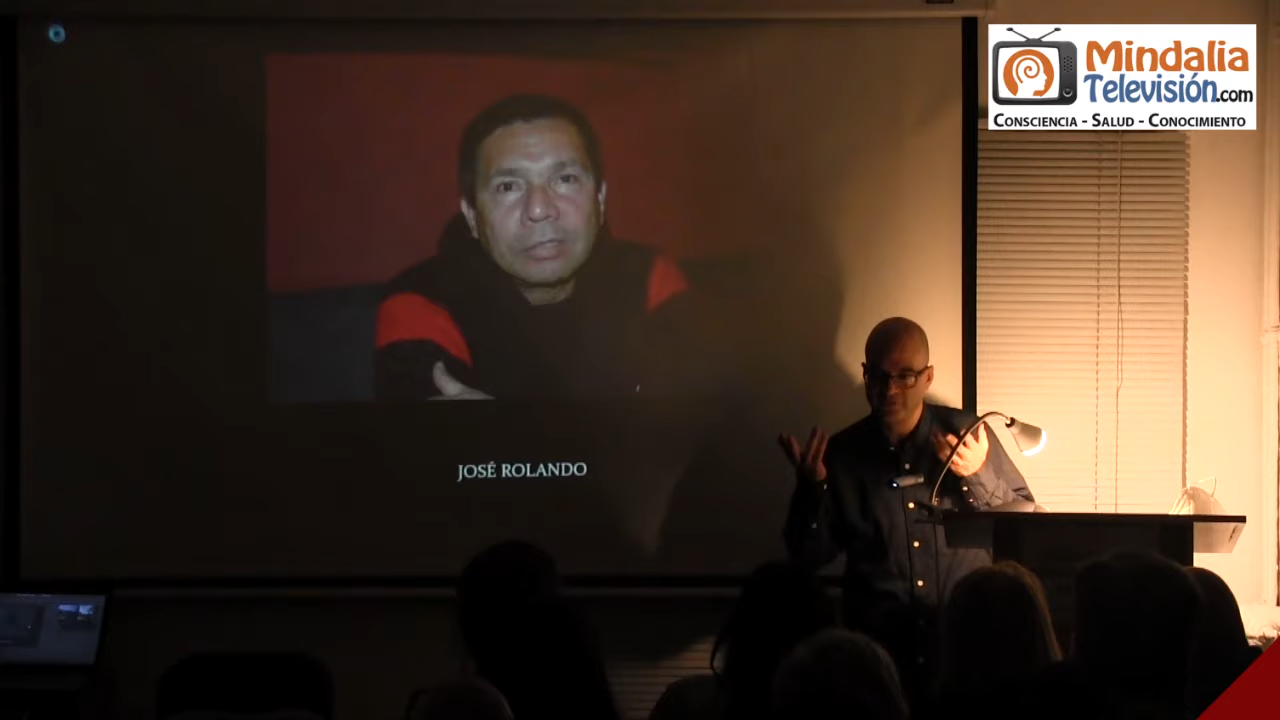 Mindalia
Televisión.com
CONSCIENCIA - SALUD - CONOCIMIENTO
JOSÉ ROLANDO